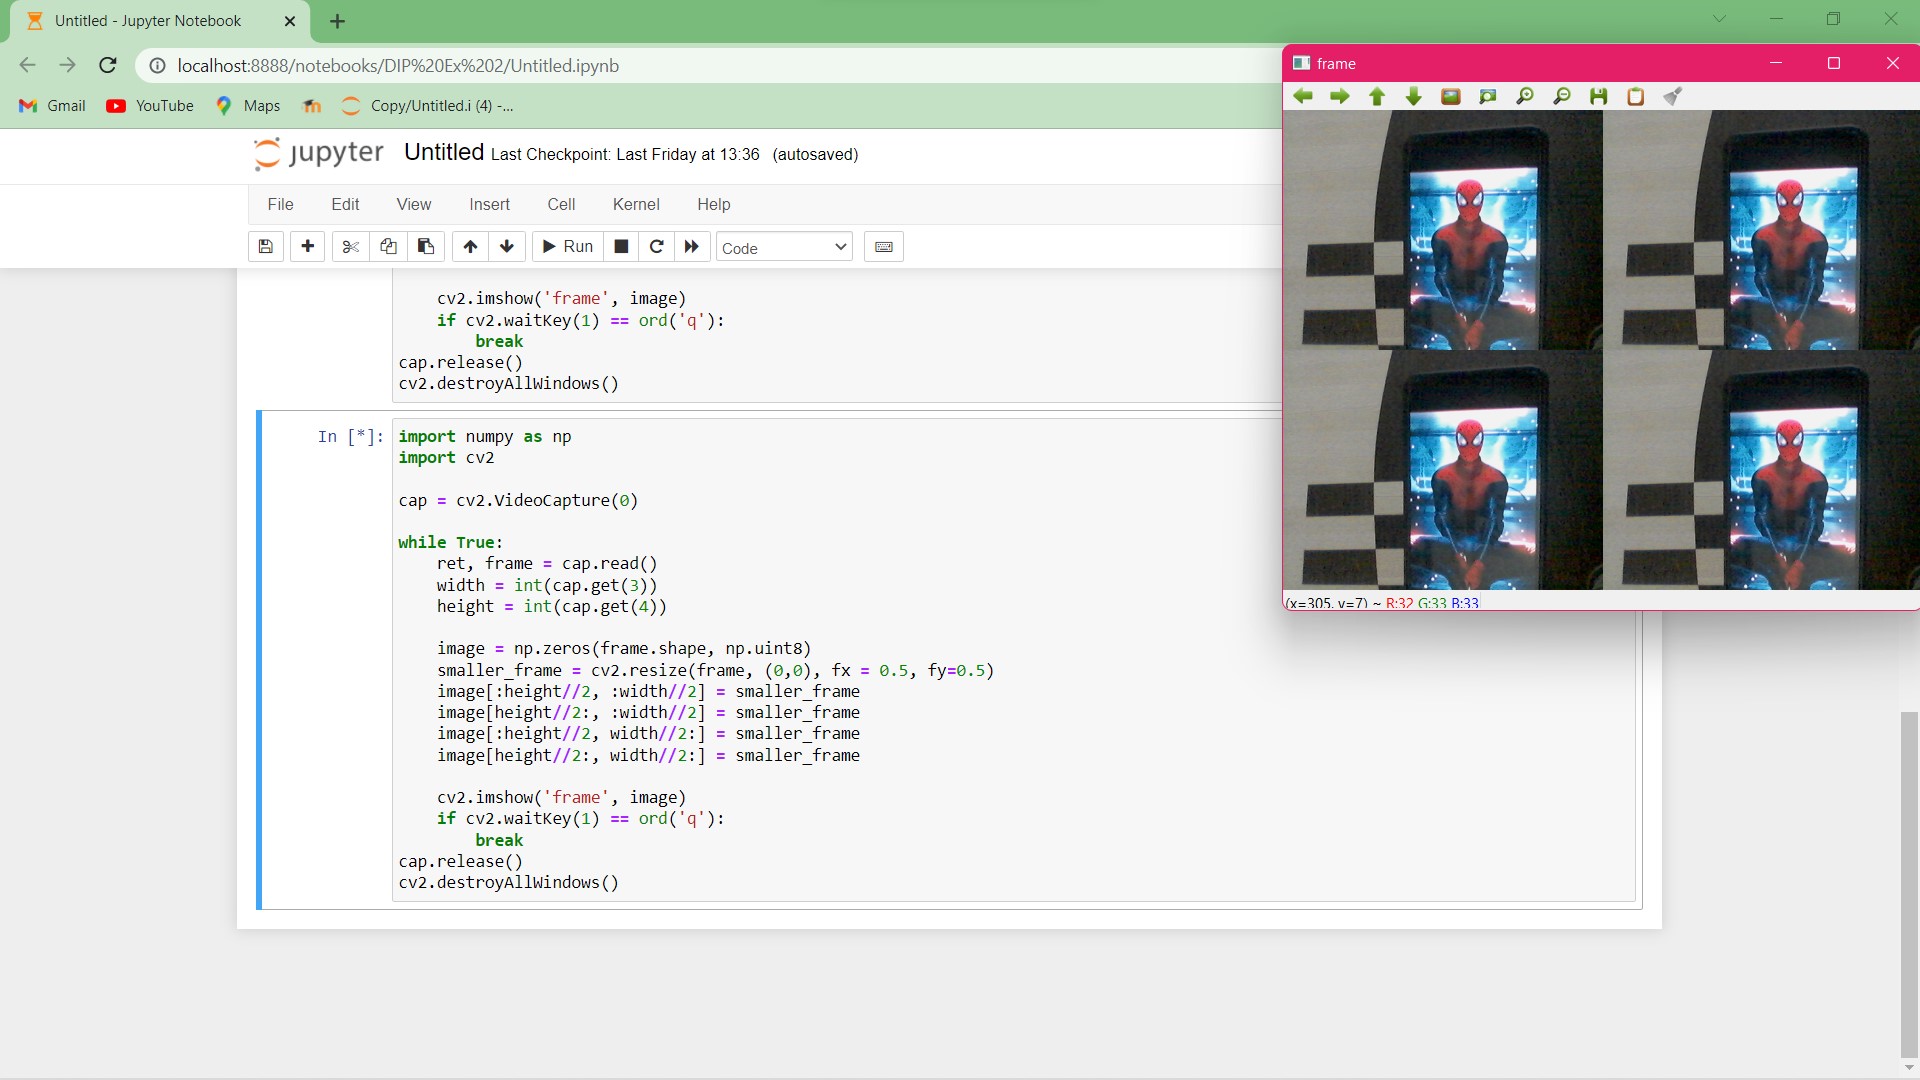 Untitled - Jupyter Notebook
localhost:8888/notebooks/DIP%20Ex%202/Untitled.ipynb
Gmail YouTube Maps Copy/Untitled.i (4) -...
jupyter Untitled Last Checkpoint: Last Friday at 13:36 (autosaved)
File Edit View Insert Cell Kernel Help
Run Code
    cv2.imshow('frame', image)
    if cv2.waitKey(1) == ord('q'):
        break
cap.release()
cv2.destroyAllWindows()
In [*]: import numpy as np
import cv2
cap = cv2.VideoCapture(0)
while True:
    ret, frame = cap.read()
    width = int(cap.get(3))
    height = int(cap.get(4))
    image = np.zeros(frame.shape, np.uint8)
    smaller_frame = cv2.resize(frame, (0,0), fx = 0.5, fy=0.5)
    image[:height//2, :width//2] = smaller_frame
    image[height//2:, :width//2] = smaller_frame
    image[:height//2, width//2:] = smaller_frame
    image[height//2:, width//2:] = smaller_frame
    cv2.imshow('frame', image)
    if cv2.waitKey(1) == ord('q'):
        break
cap.release()
cv2.destroyAllWindows()
frame
(x=305, y=7) ~ R:32 G:33 B:33